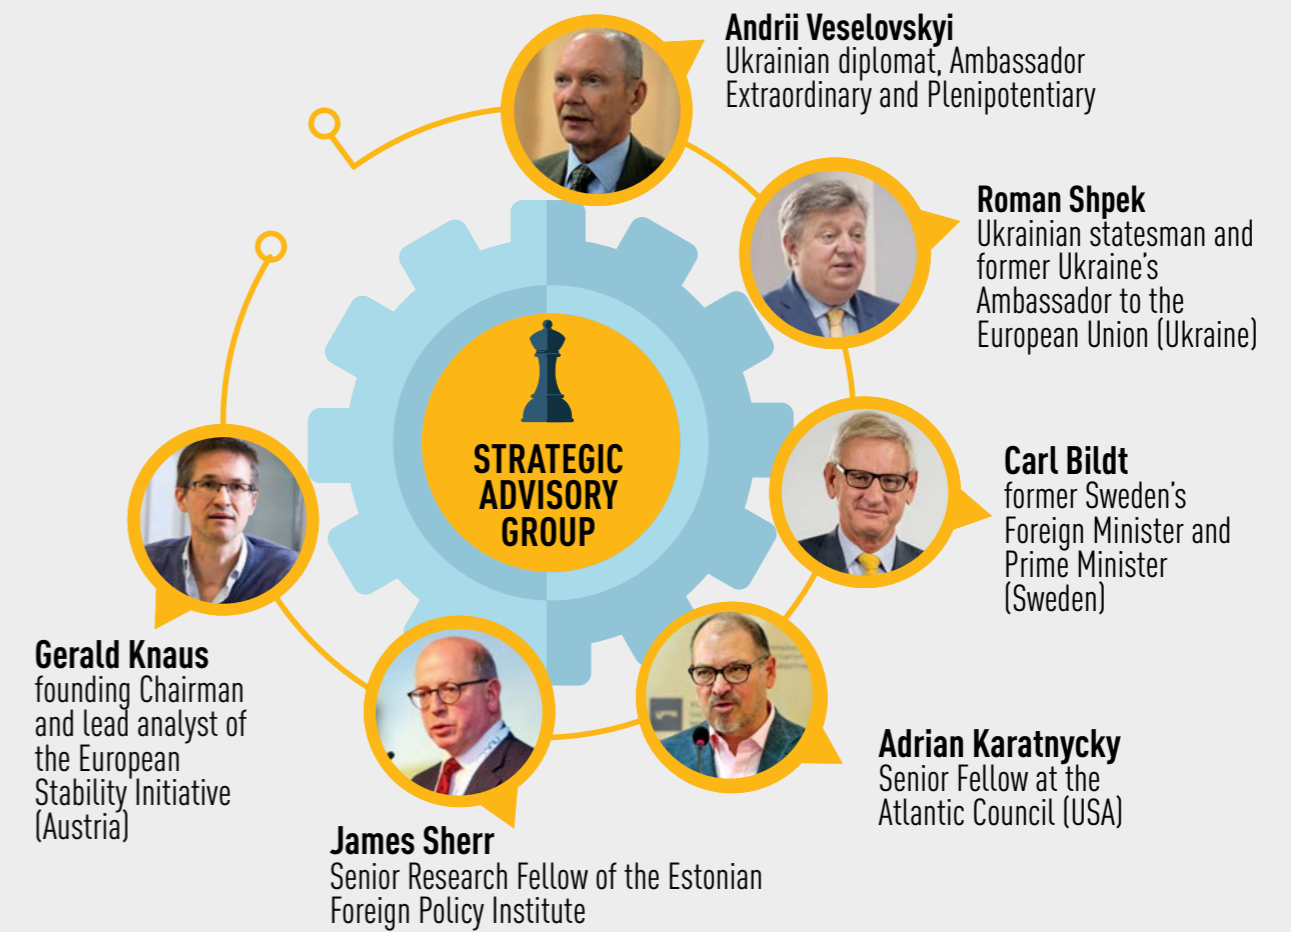 Andrii Veselovskyi
Ukrainian diplomat, Ambassador
Extraordinary and Plenipotentiary
Roman Shpek
Ukrainian statesman and
former Ukraine's
Ambassador to the
European Union (Ukraine)
STRATEGIC
ADVISORY
GROUP
Carl Bildt
former Sweden's
Foreign Minister and
Prime Minister
(Sweden)
Gerald Knaus
founding Chairman
and lead analyst of
the European
Stability Initiative
(Austria)
Adrian Karatnycky
Senior Fellow at the
Atlantic Council (USA)
James Sherr
Senior Research Fellow of the Estonian
Foreign Policy Institute